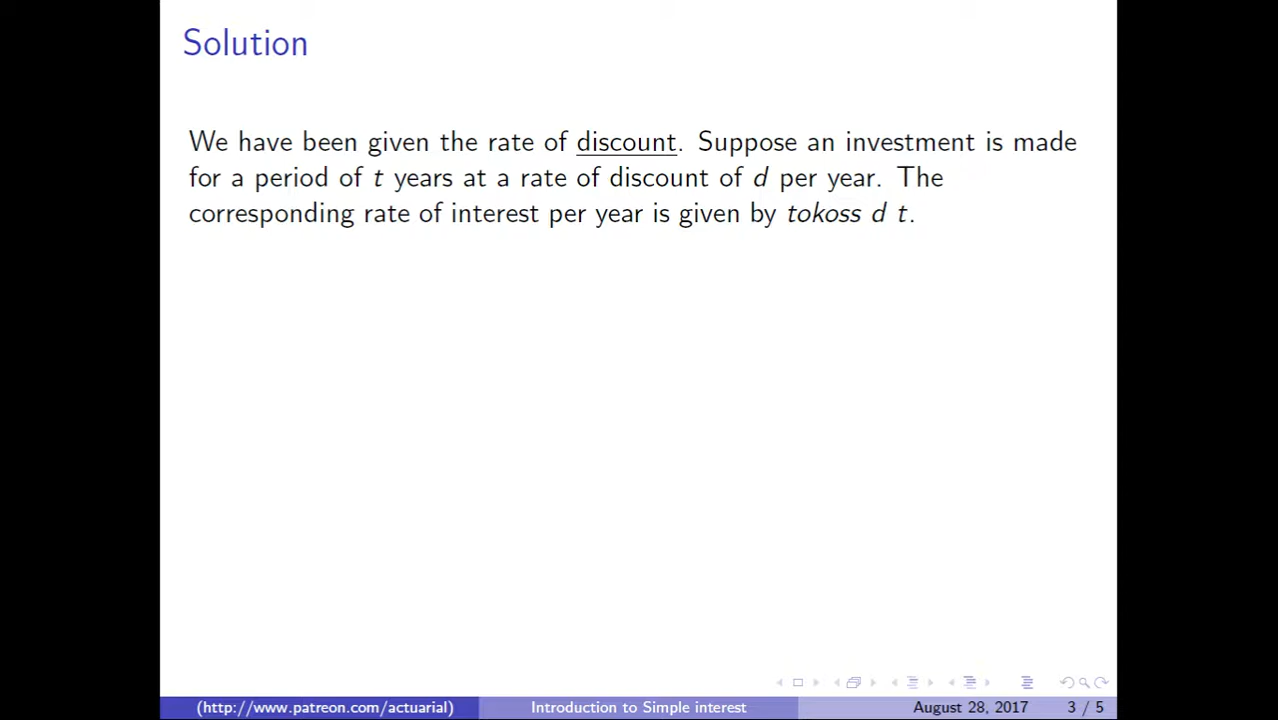 Solution
We have been given the rate of discount. Suppose an investment is made
for a period of t years at a rate of discount of d per year. The
corresponding rate of interest per year is given by tokoss d t.
(http://www.patreon.com/actuarial) Introduction to Simple interest August 28, 2017 3 / 5